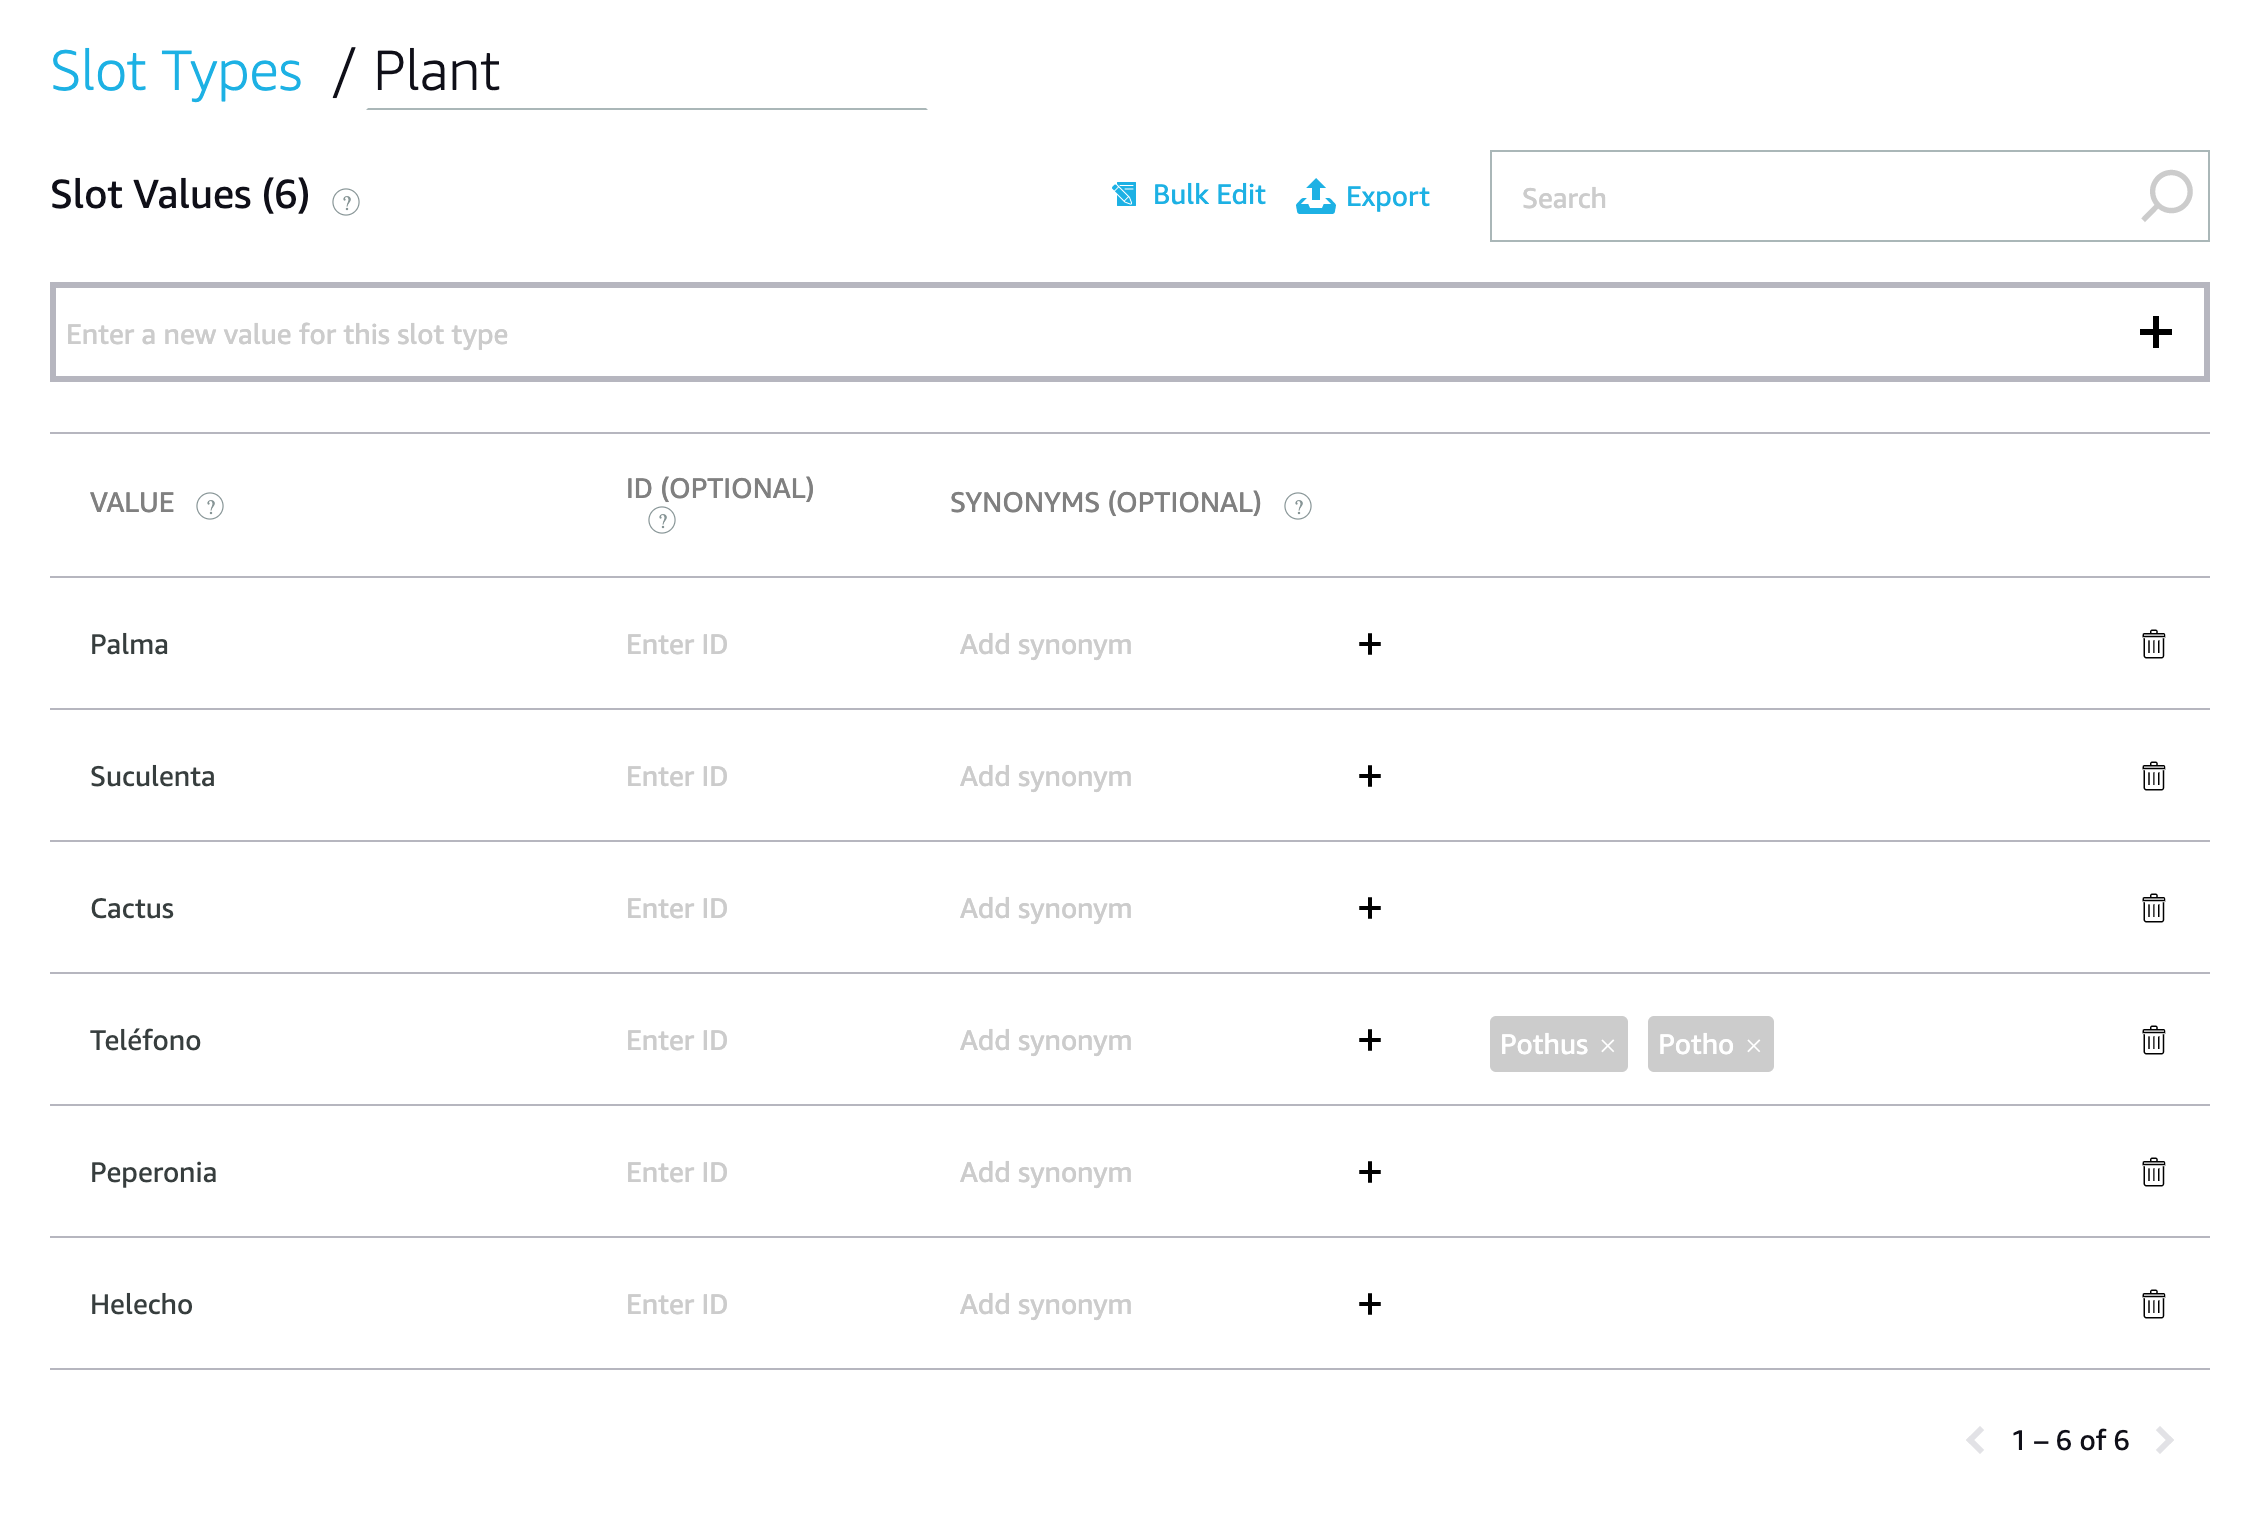 Slot Types / Plant
Slot Values (6) ?
Bulk Edit Export Search
Enter a new value for this slot type
VALUE ? ID (OPTIONAL) ? SYNONYMS (OPTIONAL) ?
Palma Enter ID Add synonym
Suculenta Enter ID Add synonym
Cactus Enter ID Add synonym
Teléfono Enter ID Add synonym Pothus × Potho ×
Peperonia Enter ID Add synonym
Helecho Enter ID Add synonym
1 – 6 of 6